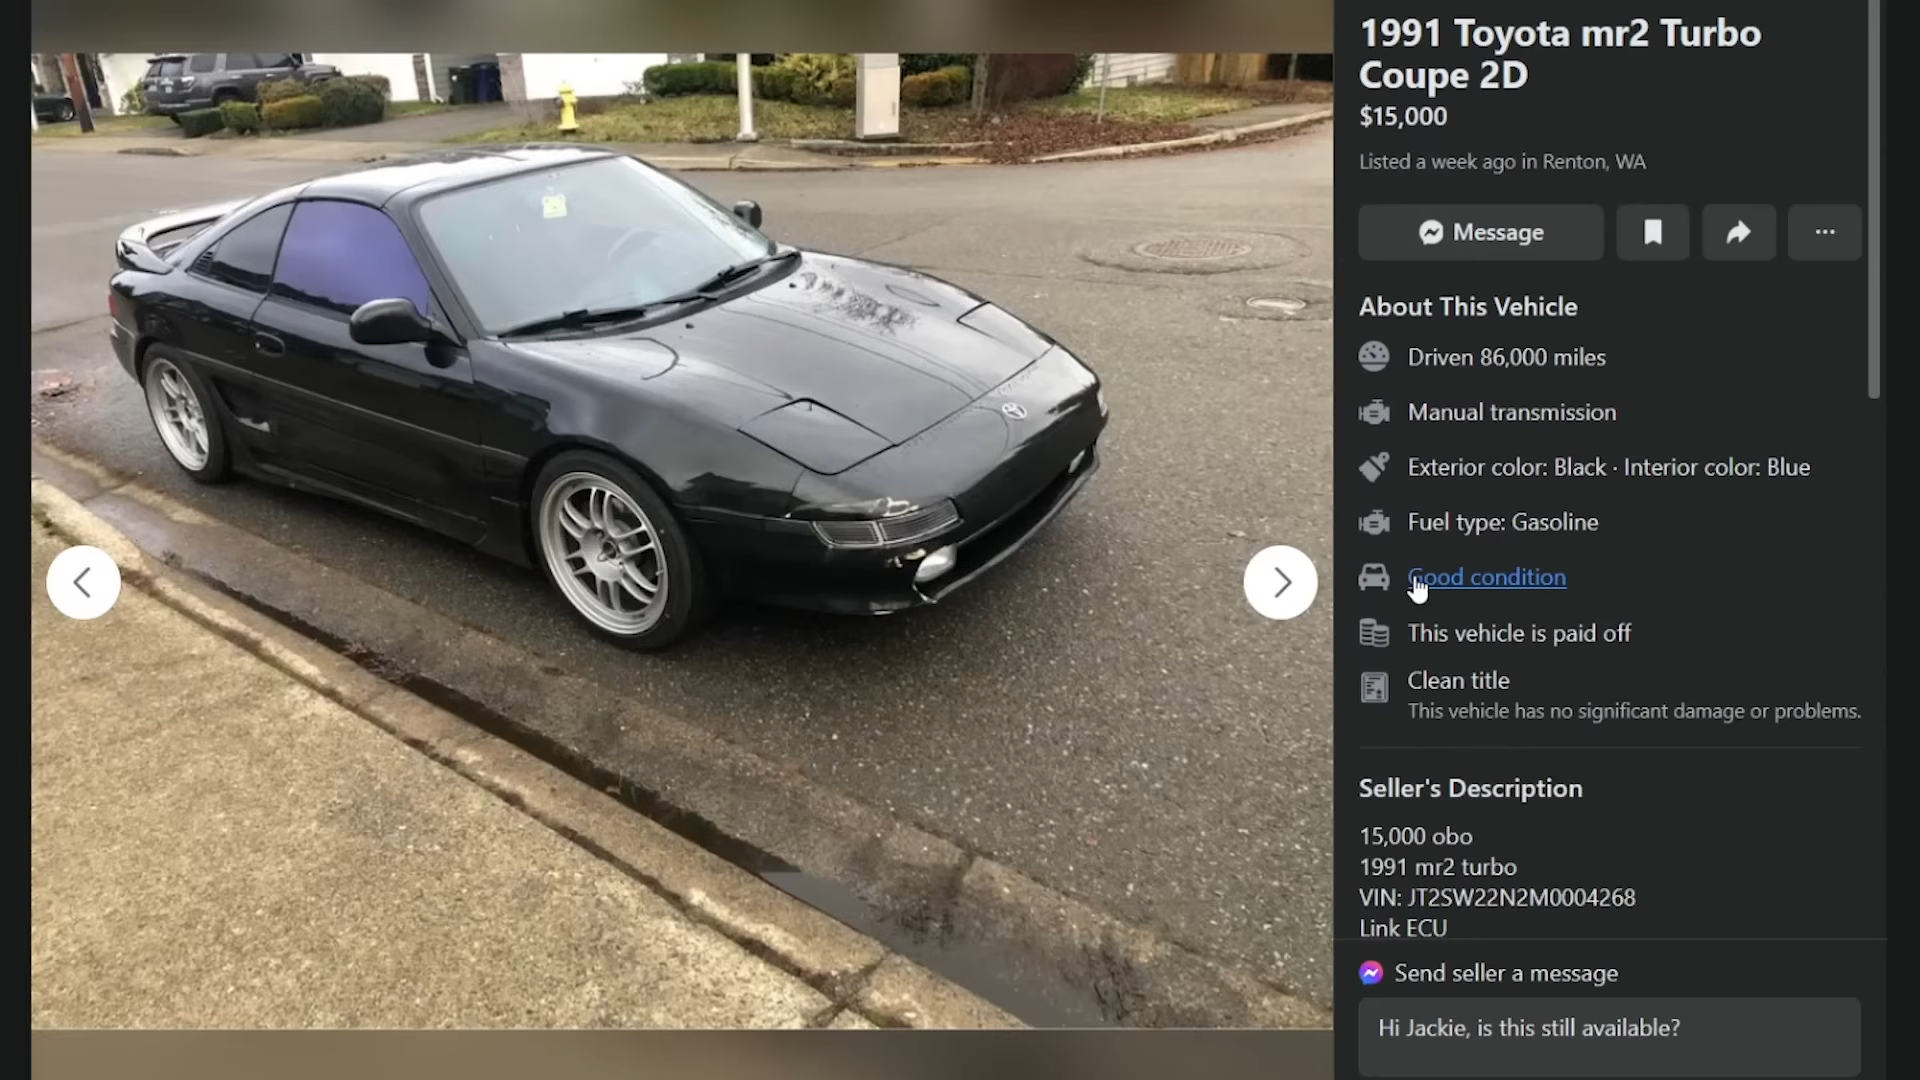 1991 Toyota mr2 Turbo
Coupe 2D
$15,000
Listed a week ago in Renton, WA
Message
About This Vehicle
Driven 86,000 miles
Manual transmission
Exterior color: Black · Interior color: Blue
Fuel type: Gasoline
Good condition
This vehicle is paid off
Clean title
This vehicle has no significant damage or problems.
Seller's Description
15,000 obo
1991 mr2 turbo
VIN: JT2SW22N2M0004268
Link ECU
Send seller a message
Hi Jackie, is this still available?